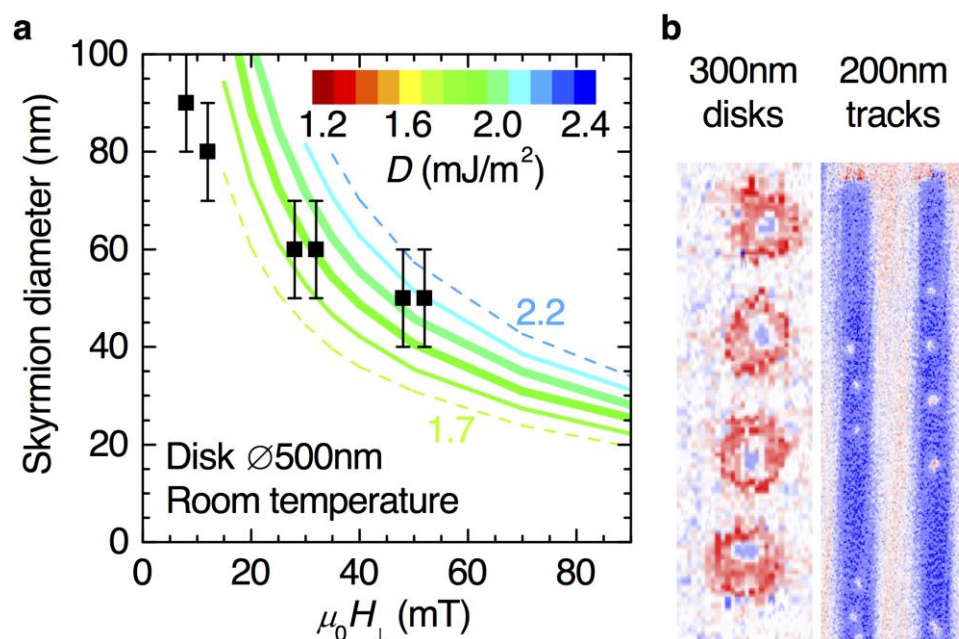 a
Skyrmion diameter (nm)
100
80
60
40
20
0
1.2 1.6 2.0 2.4
D (mJ/m²)
2.2
1.7
Disk ∅500nm
Room temperature
0 20 40 60 80
μ₀H⊥ (mT)
b
300nm
disks
200nm
tracks